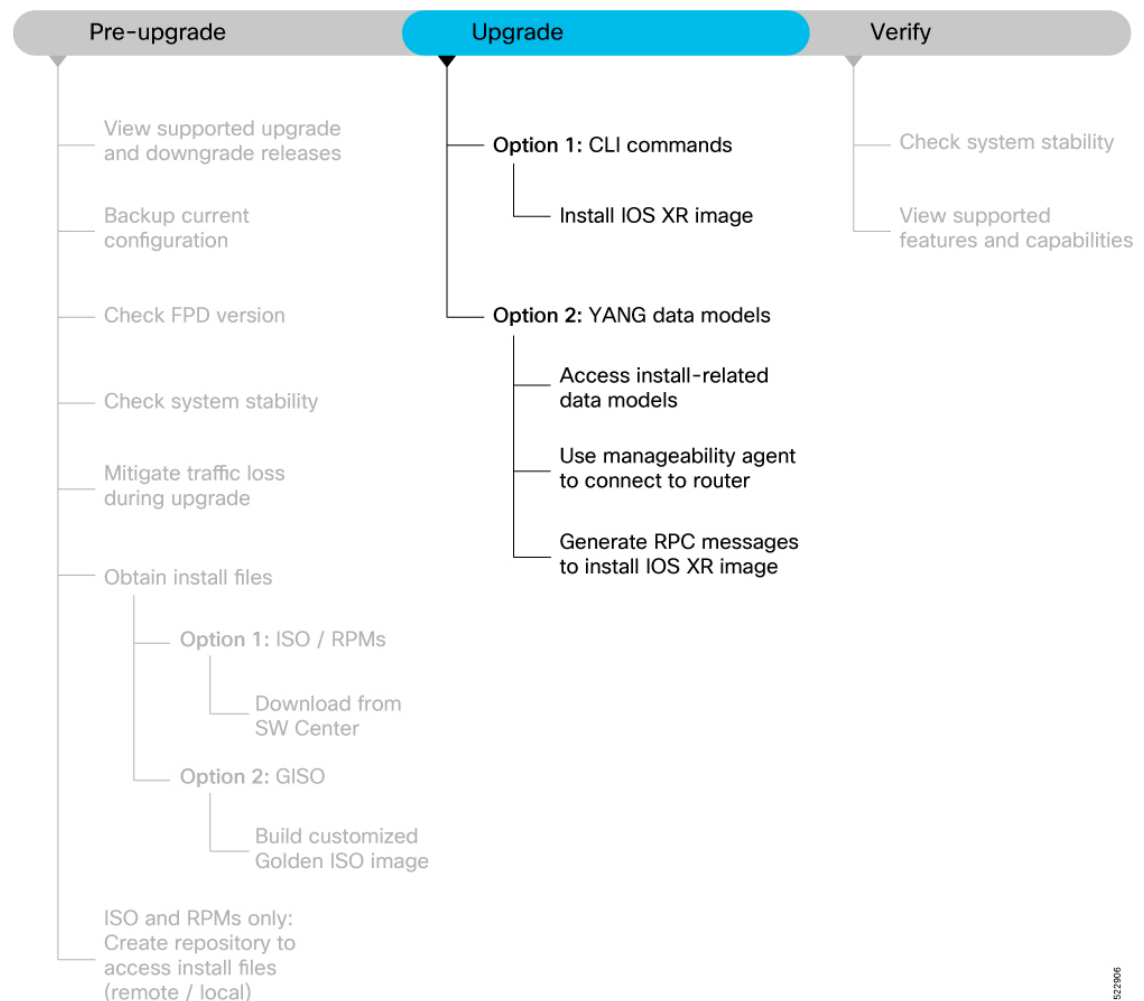 Pre-upgrade
Upgrade
Verify
View supported upgrade
and downgrade releases
Backup current
configuration
Check FPD version
Check system stability
Mitigate traffic loss
during upgrade
Obtain install files
Option 1: ISO / RPMs
Download from
SW Center
Option 2: GISO
Build customized
Golden ISO image
ISO and RPMs only:
Create repository to
access install files
(remote / local)
Option 1: CLI commands
Install IOS XR image
Option 2: YANG data models
Access install-related
data models
Use manageability agent
to connect to router
Generate RPC messages
to install IOS XR image
Check system stability
View supported
features and capabilities
522906